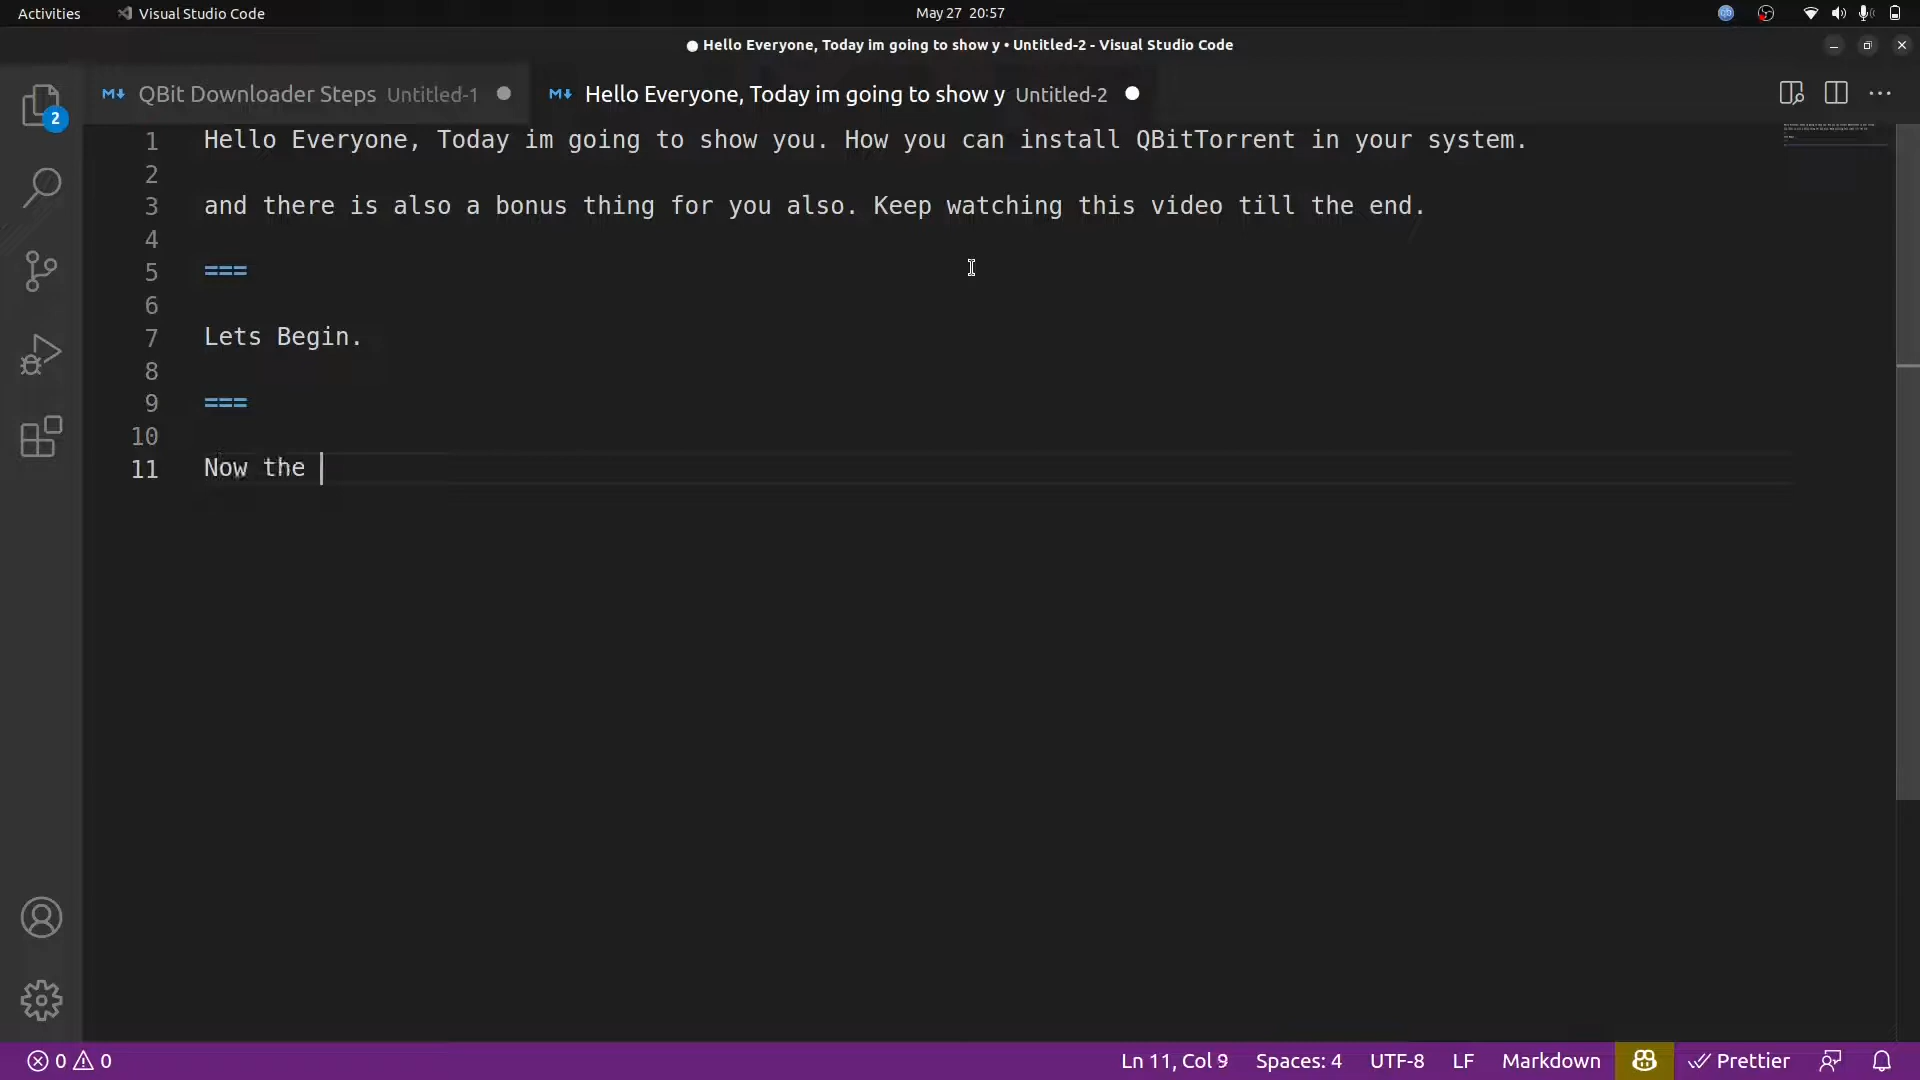 Activities Visual Studio Code May 27 20:57
● Hello Everyone, Today im going to show y • Untitled-2 - Visual Studio Code
QBit Downloader Steps Untitled-1 Hello Everyone, Today im going to show y Untitled-2
2
1 Hello Everyone, Today im going to show you. How you can install QBitTorrent in your system.
2
3 and there is also a bonus thing for you also. Keep watching this video till the end.
4
5 ===
6
7 Lets Begin.
8
9 ===
10
11 Now the
0 0 Ln 11, Col 9 Spaces: 4 UTF-8 LF Markdown Prettier